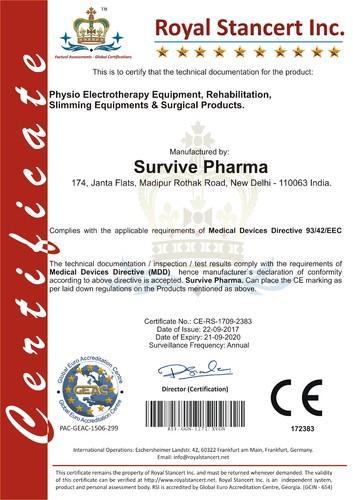 TM
Royal Stancert Inc.
Factual Assessments - Global Certifications
This is to certify that the technical documentation for the product:
Physio Electrotherapy Equipment, Rehabilitation,
Slimming Equipments & Surgical Products.
Manufactured by:
Survive Pharma
174, Janta Flats, Madipur Rothak Road, New Delhi - 110063 India.
Certificate
Complies with the applicable requirements of Medical Devices Directive 93/42/EEC
The technical documentation / inspection / test results comply with the requirements of
Medical Devices Directive (MDD) hence manufacturer's declaration of conformity
according to above directive is accepted. Survive Pharma. Can place the CE marking as
per laid down regulations on the Products mentioned as above.
Certificate No.: CE-RS-1709-2383
Date of Issue: 22-09-2017
Date of Expiry: 21-09-2020
Surveillance Frequency: Annual
Global Euro Accreditation Centre
GEAC
Global Euro Accreditation Centre
PAC-GEAC-1506-299
Director (Certification)
CE
172383
International Operations: Eschersheimer Landstr. 42, 60322 Frankfurt am Main, Frankfurt, Germany.
Email: info@royalstancert.net
This certificate remains the property of Royal Stancert Inc. and must be returned whenever demanded. The validity
of this certificate can be verified at http://www.royalstancert.net. Royal Stancert Inc. is an independent system,
product and personal assessment body. RSI is accredited by Global Euro Accreditation Centre, Georgia. (GCIN - 654)